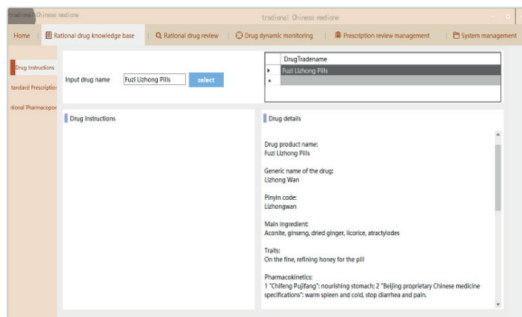 traditional Chinese medicine
traditional Chinese medicine
Home
Rational drug knowledge base
Rational drug review
Drug dynamic monitoring
Prescription review management
System management
Drug Instructions
tandard Prescription
itional Pharmacopoei
Input drug name
Fuzi Lizhong Pills
select
DrugTradename
Fuzi Lizhong Pills
Drug Instructions
Drug details
Drug product name:
Fuzi Lizhong Pills
Generic name of the drug:
Lizhong Wan
Pinyin code:
Lizhongwan
Main ingredient:
Aconite, ginseng, dried ginger, licorice, atractylodes
Traits:
On the fine, refining honey for the pill
Pharmacokinetics:
1 "Chifeng Pujifang": nourishing stomach; 2 "Beijing proprietary Chinese medicine
specifications": warm spleen and cold, stop diarrhea and pain.